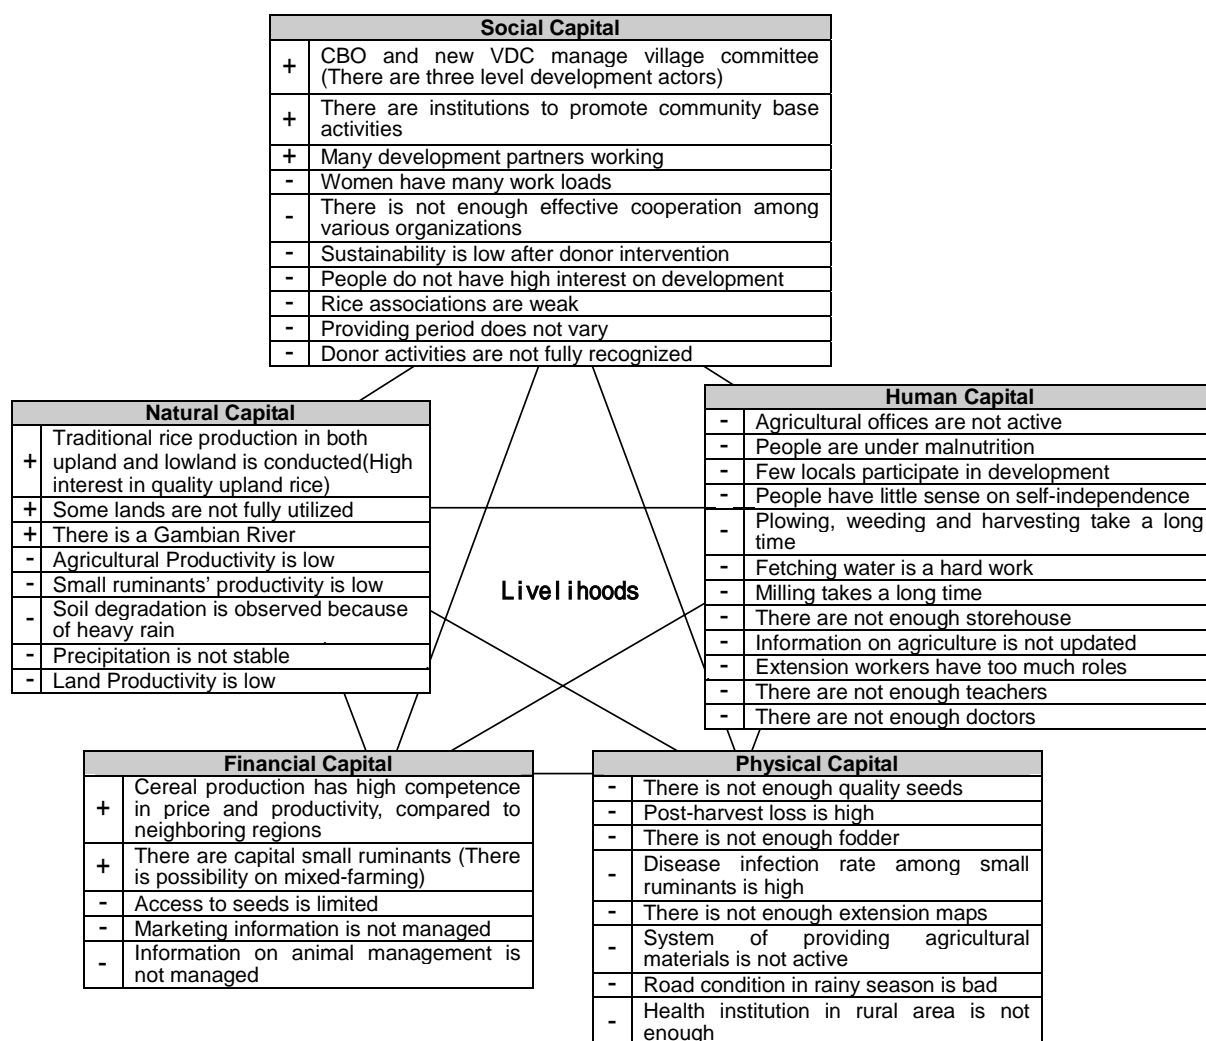 Social Capital
+ CBO and new VDC manage village committee
(There are three level development actors)
+ There are institutions to promote community base
activities
+ Many development partners working
- Women have many work loads
- There is not enough effective cooperation among
various organizations
- Sustainability is low after donor intervention
- People do not have high interest on development
- Rice associations are weak
- Providing period does not vary
- Donor activities are not fully recognized
Natural Capital
+ Traditional rice production in both
upland and lowland is conducted(High
interest in quality upland rice)
+ Some lands are not fully utilized
+ There is a Gambian River
- Agricultural Productivity is low
- Small ruminants’ productivity is low
- Soil degradation is observed because
of heavy rain
- Precipitation is not stable
- Land Productivity is low
Human Capital
- Agricultural offices are not active
- People are under malnutrition
- Few locals participate in development
- People have little sense on self-independence
- Plowing, weeding and harvesting take a long
time
- Fetching water is a hard work
- Milling takes a long time
- There are not enough storehouse
- Information on agriculture is not updated
- Extension workers have too much roles
- There are not enough teachers
- There are not enough doctors
Livelihoods
Financial Capital
+ Cereal production has high competence
in price and productivity, compared to
neighboring regions
+ There are capital small ruminants (There
is possibility on mixed-farming)
- Access to seeds is limited
- Marketing information is not managed
- Information on animal management is
not managed
Physical Capital
- There is not enough quality seeds
- Post-harvest loss is high
- There is not enough fodder
- Disease infection rate among small
ruminants is high
- There is not enough extension maps
- System of providing agricultural
materials is not active
- Road condition in rainy season is bad
- Health institution in rural area is not
enough